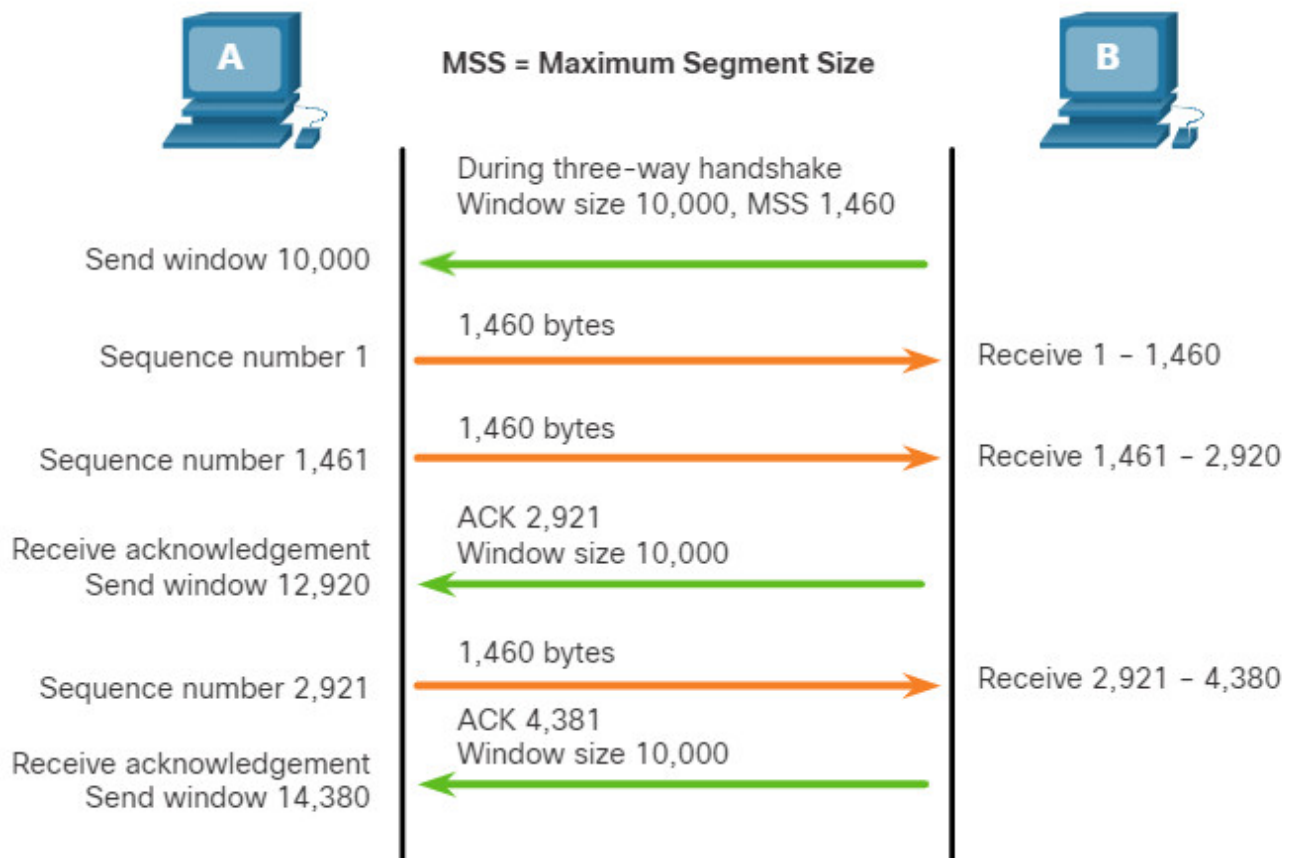 A
MSS = Maximum Segment Size
B
During three-way handshake
Window size 10,000, MSS 1,460
Send window 10,000
1,460 bytes
Sequence number 1
Receive 1 - 1,460
1,460 bytes
Sequence number 1,461
Receive 1,461 - 2,920
ACK 2,921
Window size 10,000
Receive acknowledgement
Send window 12,920
1,460 bytes
Sequence number 2,921
Receive 2,921 - 4,380
ACK 4,381
Window size 10,000
Receive acknowledgement
Send window 14,380